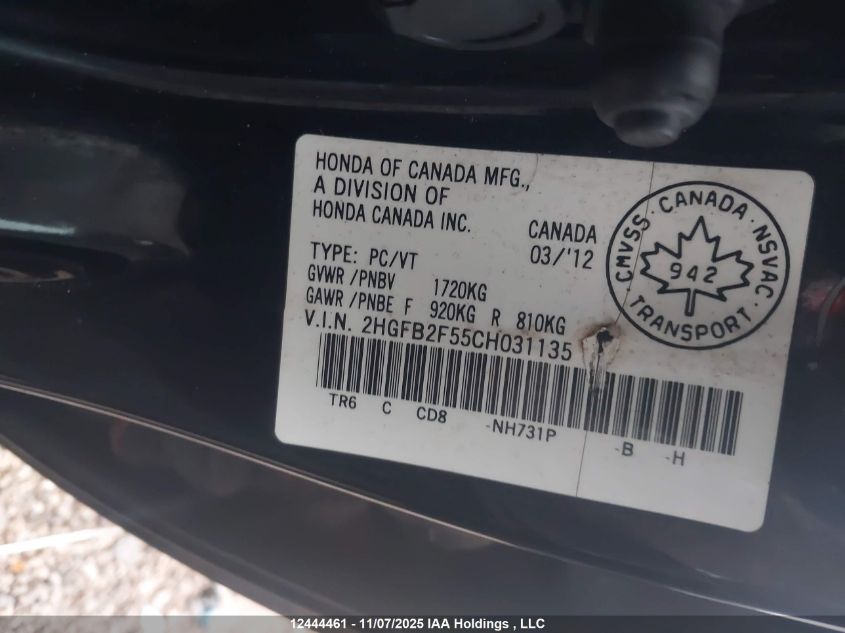 HONDA OF CANADA MFG.,
A DIVISION OF
HONDA CANADA INC.
CANADA
03/'12
TYPE: PC/VT
GVWR /PNBV 1720KG
GAWR /PNBE F 920KG R 810KG
V.I.N. 2HGFB2F55CH031135
TR6 C CD8 -NH731P -B -H
CMVSS · CANADA · NSVAC ·
942
TRANSPORT
12444461 - 11/07/2025 IAA Holdings , LLC